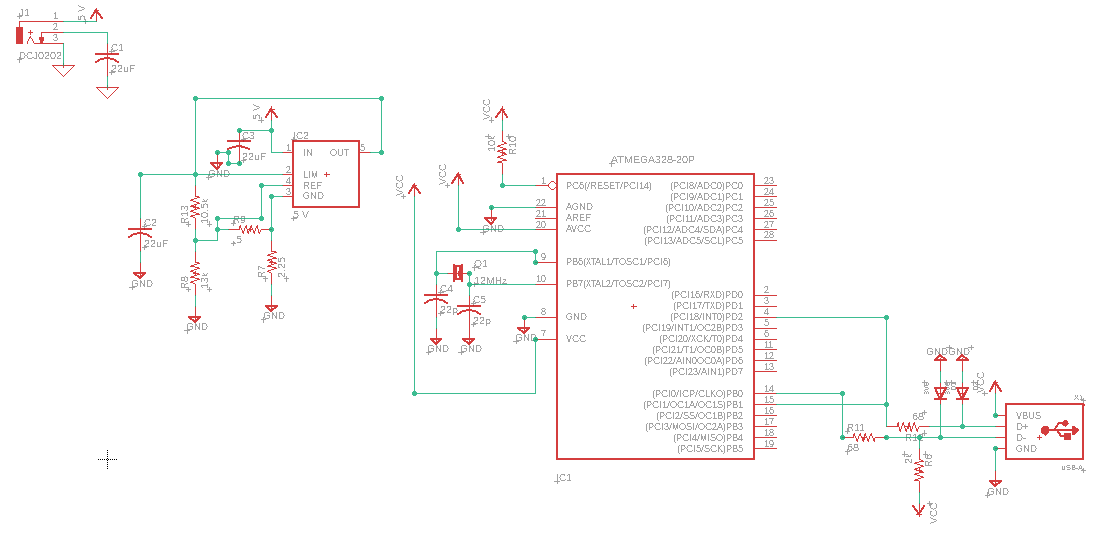 J1
1
2
3
DCJ0202
5 V
C1
22uF
5 V
C3
22uF
GND
IC2
1
IN
OUT
5
2
LIM
4
REF
3
GND
5 V
R13
10.5k
R9
5
C2
22uF
GND
R8
13k
GND
R7
2.25
GND
VCC
10k
R10
VCC
VCC
ATMEGA328-20P
1
PC6(/RESET/PCI14)
22
AGND
21
AREF
20
AVCC
GND
9
PB6(XTAL1/TOSC1/PCI6)
10
PB7(XTAL2/TOSC2/PCI7)
8
GND
7
VCC
GND
Q1
12MHz
C4
22p
C5
22p
GND
GND
(PCI8/ADC0)PC0
23
(PCI9/ADC1)PC1
24
(PCI10/ADC2)PC2
25
(PCI11/ADC3)PC3
26
(PCI12/ADC4/SDA)PC4
27
(PCI13/ADC5/SCL)PC5
28
(PCI16/RXD)PD0
2
(PCI17/TXD)PD1
3
(PCI18/INT0)PD2
4
(PCI19/INT1/OC2B)PD3
5
(PCI20/XCK/T0)PD4
6
(PCI21/T1/OC0B)PD5
11
(PCI22/AIN0OC0A)PD6
12
(PCI23/AIN1)PD7
13
(PCI0/ICP/CLKO)PB0
14
(PCI1/OC1A/OC1S)PB1
15
(PCI2/SS/OC1B)PB2
16
(PCI3/MOSI/OC2A)PB3
17
(PCI4/MISO)PB4
18
(PCI5/SCK)PB5
19
IC1
R11
68
68
2k
R6
VCC
GND
GND
VCC
X1
VBUS
D+
D-
GND
USB-A
GND